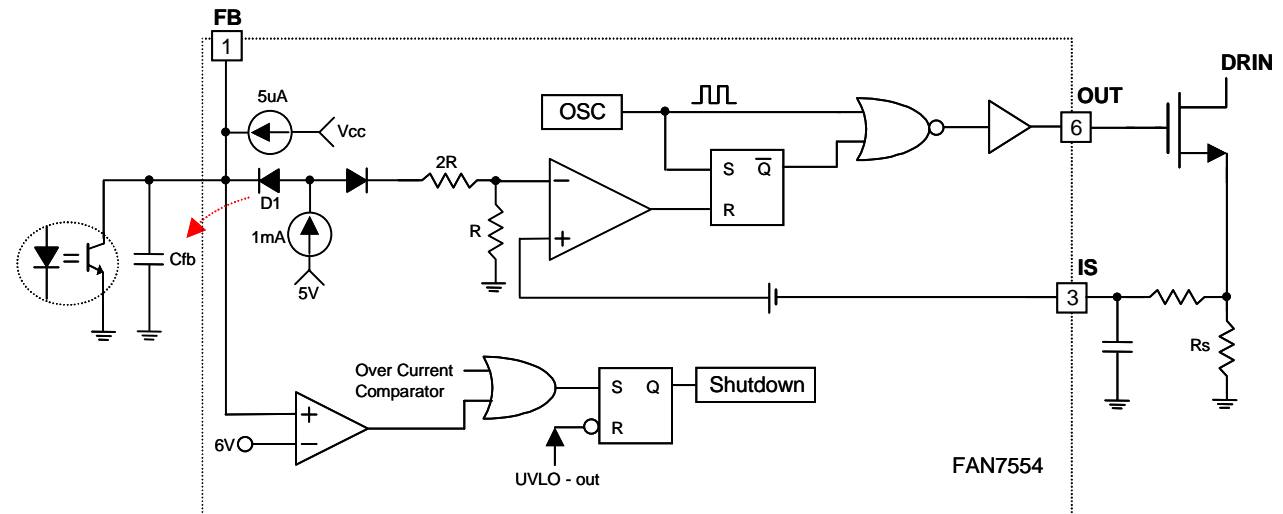 FB
1
DRIN
5uA
Vcc
OSC
OUT
6
2R
S Q
R
D1
R
1mA
Cfb
5V
IS
3
Rs
Over Current
Comparator
S Q
R
Shutdown
6V
UVLO - out
FAN7554